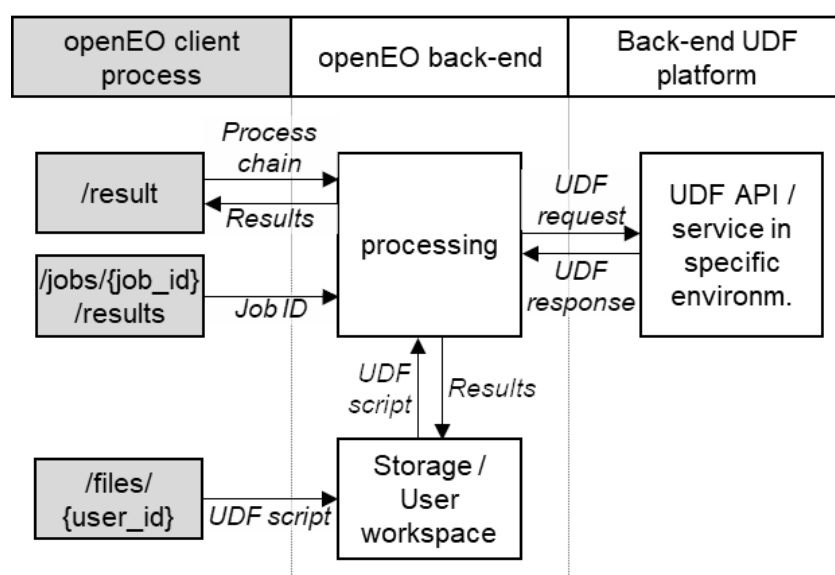 openEO client
process
openEO back-end
Back-end UDF
platform
Process
chain
/result
Results
processing
UDF
request
UDF
response
UDF API /
service in
specific
environm.
/jobs/{job_id}
/results
Job ID
UDF
script
Results
/files/
{user_id}
UDF script
Storage /
User
workspace